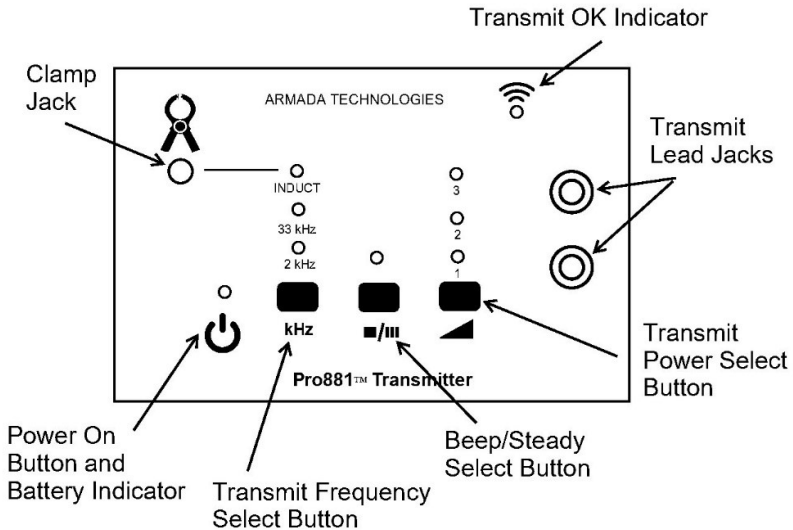 Transmit OK Indicator
Clamp
Jack
ARMADA TECHNOLOGIES
Transmit
Lead Jacks
INDUCT
33 kHz
2 kHz
3
2
1
kHz
Pro881™ Transmitter
Transmit
Power Select
Button
Power On
Button and
Battery Indicator
Transmit Frequency
Select Button
Beep/Steady
Select Button